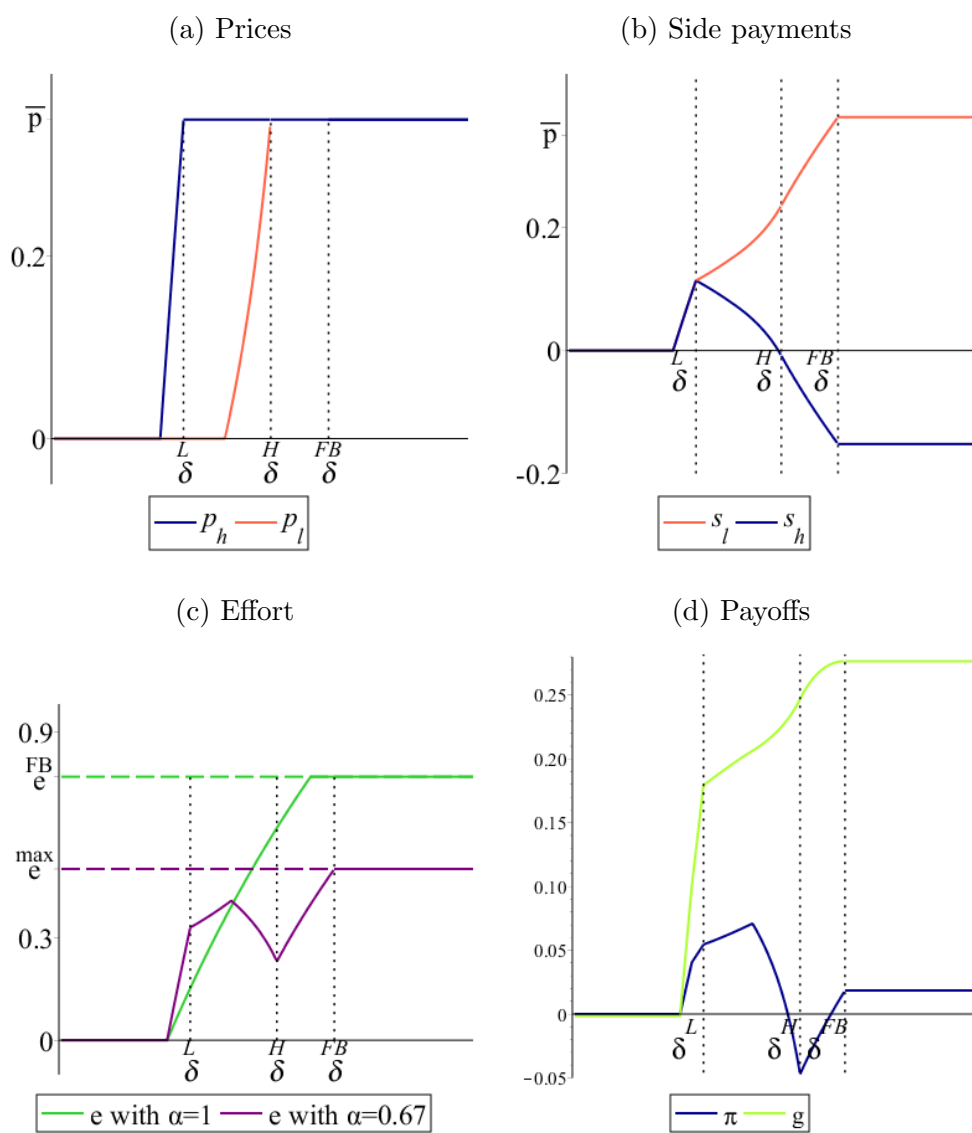 (a) Prices
p̅
0.2
0
L
δ
H
δ
FB
δ
p_h p_l
(b) Side payments
p̅
0.2
0
-0.2
L
δ
H
δ
FB
δ
s_l s_h
(c) Effort
0.9
FB
e
max
e
0.3
0
L
δ
H
δ
FB
δ
e with α=1 e with α=0.67
(d) Payoffs
0.25
0.20
0.15
0.10
0.05
0
−0.05
δ L
δ H
δ FB
π g